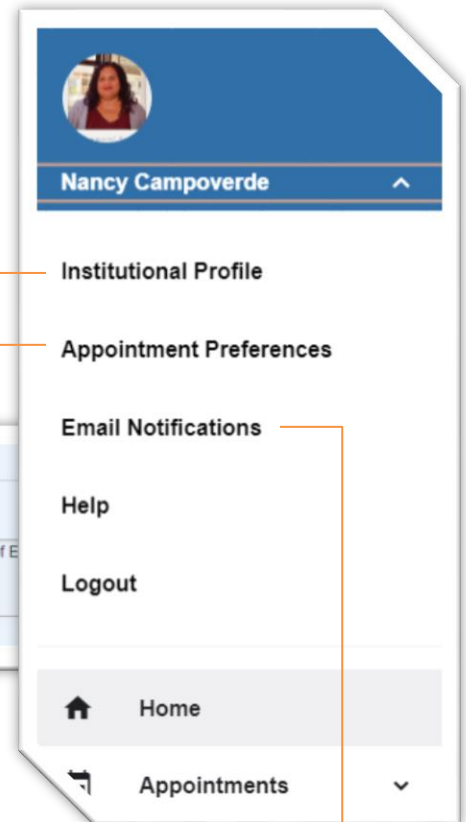 Nancy Campoverde
Institutional Profile
Appointment Preferences
Email Notifications
Help
f E
Logout
Home
Appointments